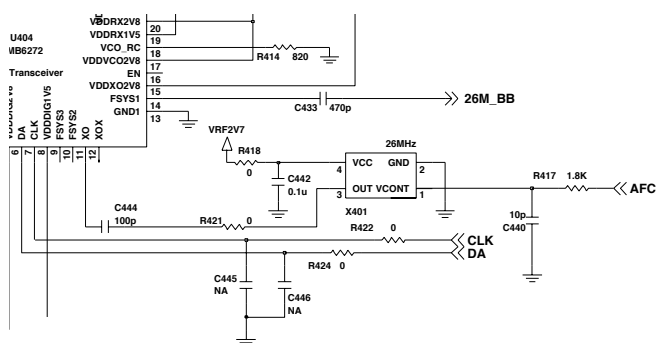 VDDRX2V8
20
U404
VDDRX1V5
19
MB6272
VCO_RC
R414
820
18
VDDVCO2V8
Transceiver
17
EN
16
VDDXO2V8
15
FSYS1
C433
470p
26M_BB
14
GND1
13
DA
CLK
VDDDIG1V5
FSYS3
FSYS2
XO
XOX
6
7
8
9
10
11
12
VRF2V7
R418
0
26MHz
VCC
GND
4
2
C442
0.1u
OUT
VCONT
3
1
X401
R417
1.8K
AFC
C444
100p
R421
0
10p
C440
R422
0
CLK
DA
R424
0
C445
NA
C446
NA